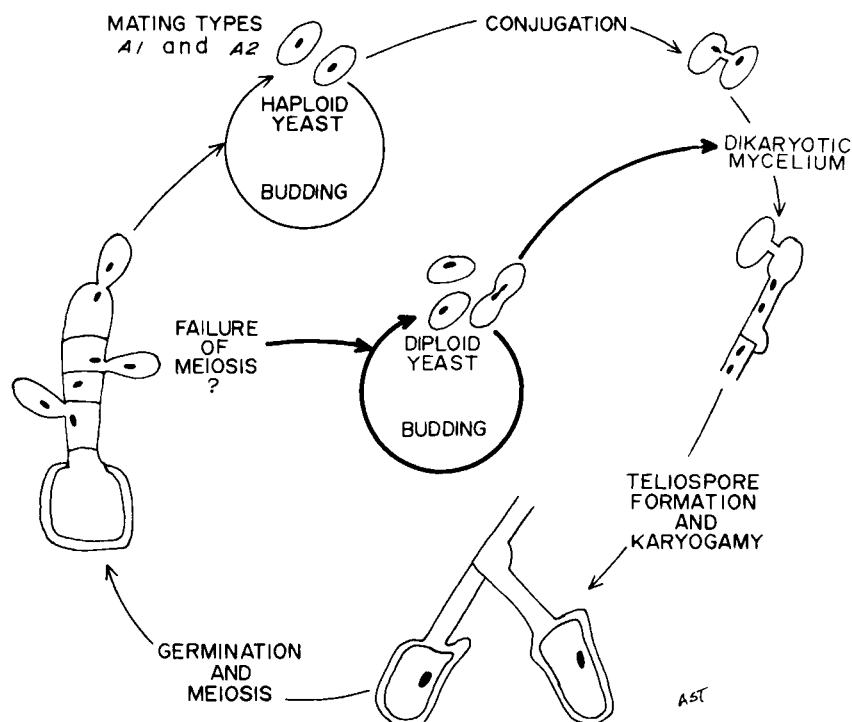 MATING TYPES
A1 and A2
CONJUGATION
HAPLOID
YEAST
BUDDING
DIKARYOTIC
MYCELIUM
FAILURE
OF
MEIOSIS
?
DIPLOID
YEAST
BUDDING
TELIOSPORE
FORMATION
AND
KARYOGAMY
GERMINATION
AND
MEIOSIS
AST